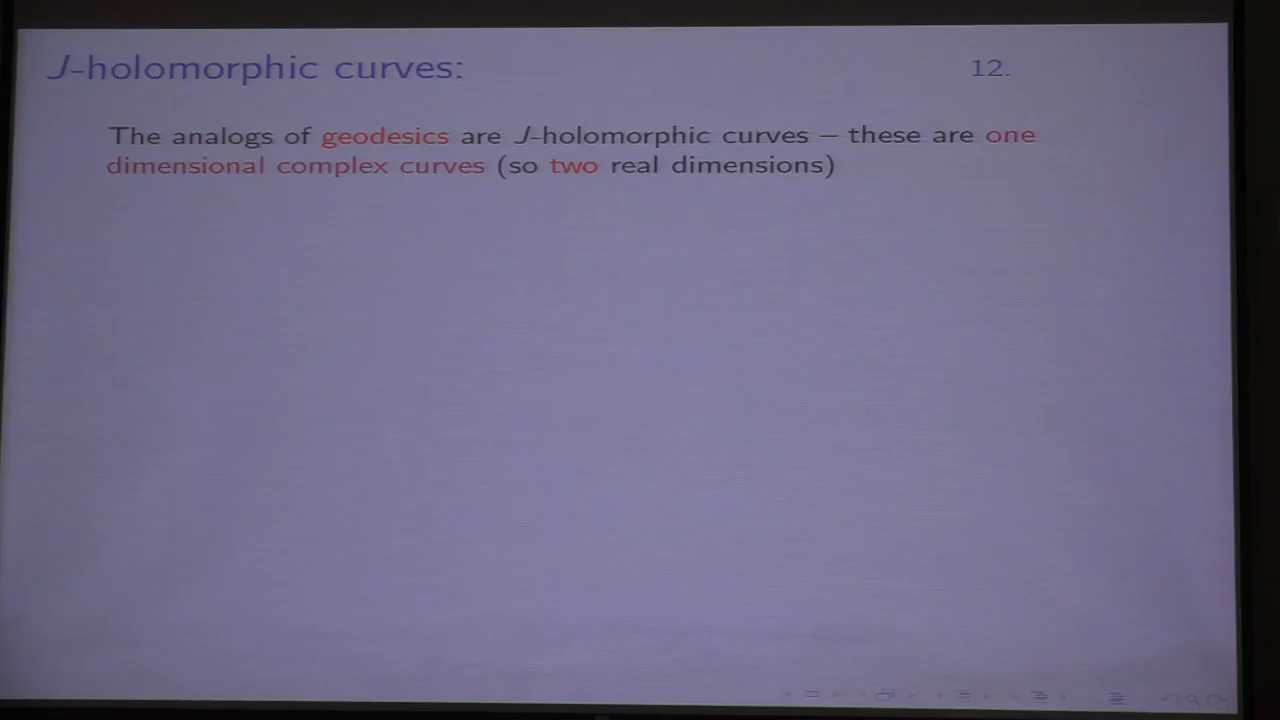 J-holomorphic curves:
12.
The analogs of geodesics are J-holomorphic curves – these are one
dimensional complex curves (so two real dimensions)